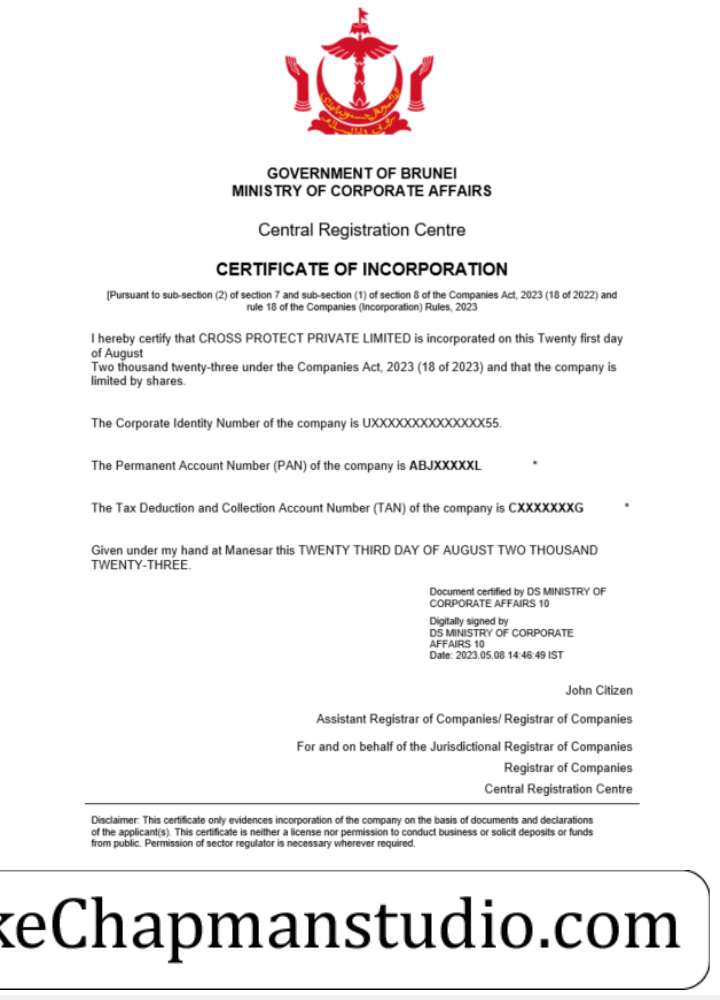 GOVERNMENT OF BRUNEI
MINISTRY OF CORPORATE AFFAIRS
Central Registration Centre
CERTIFICATE OF INCORPORATION
[Pursuant to sub-section (2) of section 7 and sub-section (1) of section 8 of the Companies Act, 2023 (18 of 2022) and
rule 18 of the Companies (Incorporation) Rules, 2023
I hereby certify that CROSS PROTECT PRIVATE LIMITED is incorporated on this Twenty first day
of August
Two thousand twenty-three under the Companies Act, 2023 (18 of 2023) and that the company is
limited by shares.
The Corporate Identity Number of the company is UXXXXXXXXXXXXXX55.
The Permanent Account Number (PAN) of the company is ABJXXXXXL *
The Tax Deduction and Collection Account Number (TAN) of the company is CXXXXXXXG *
Given under my hand at Manesar this TWENTY THIRD DAY OF AUGUST TWO THOUSAND
TWENTY-THREE.
Document certified by DS MINISTRY OF
CORPORATE AFFAIRS 10
Digitally signed by
DS MINISTRY OF CORPORATE
AFFAIRS 10
Date: 2023.05.08 14:46:49 IST
John Citizen
Assistant Registrar of Companies/ Registrar of Companies
For and on behalf of the Jurisdictional Registrar of Companies
Registrar of Companies
Central Registration Centre
Disclaimer: This certificate only evidences incorporation of the company on the basis of documents and declarations
of the applicant(s). This certificate is neither a license nor permission to conduct business or solicit deposits or funds
from public. Permission of sector regulator is necessary wherever required.
keChapmanstudio.com